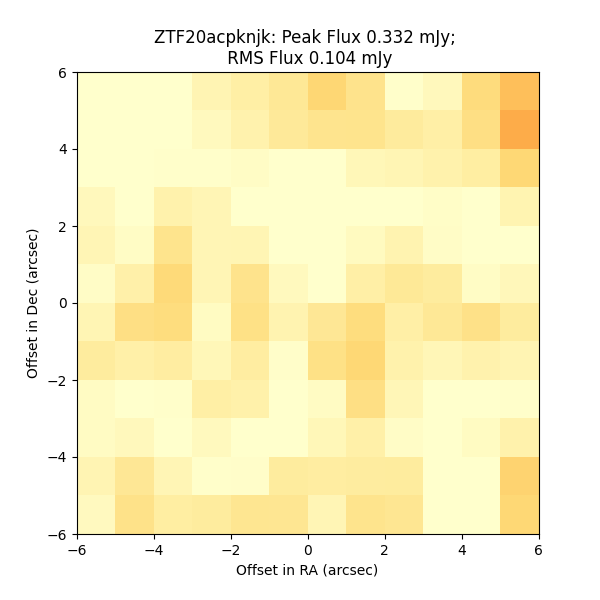 ZTF20acpknjk: Peak Flux 0.332 mJy;
RMS Flux 0.104 mJy
6
4
2
0
−2
−4
−6
Offset in Dec (arcsec)
−6 −4 −2 0 2 4 6
Offset in RA (arcsec)